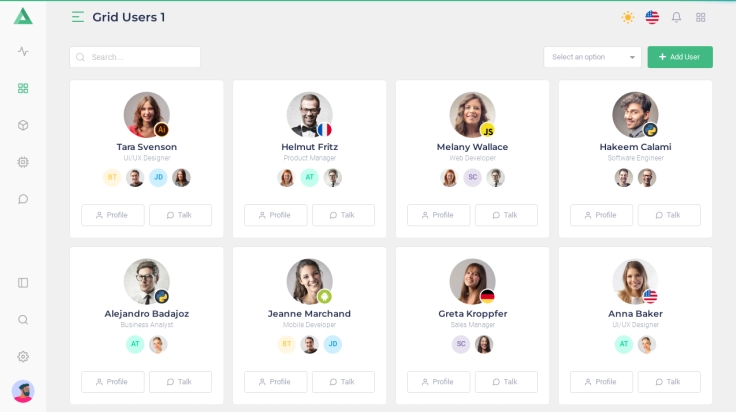 Grid Users 1
Search...
Select an option
Add User
Ai
Tara Svenson
UI/UX Designer
BT
JD
Profile
Talk
Helmut Fritz
Product Manager
AT
Profile
Talk
JS
Melany Wallace
Web Developer
SC
Profile
Talk
Hakeem Calami
Software Engineer
Profile
Talk
Alejandro Badajoz
Business Analyst
AT
Profile
Talk
Jeanne Marchand
Mobile Developer
BT
JD
Profile
Talk
Greta Kroppfer
Sales Manager
SC
Profile
Talk
Anna Baker
UI/UX Designer
AT
Profile
Talk